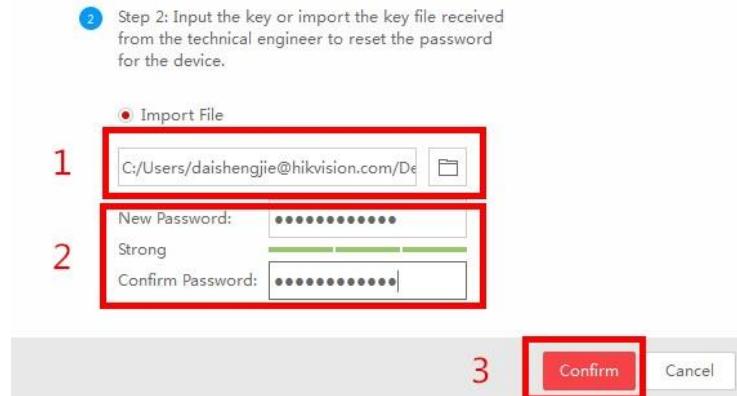 2 Step 2: Input the key or import the key file received
from the technical engineer to reset the password
for the device.
Import File
1
C:/Users/daishengjie@hikvision.com/De
New Password: ●●●●●●●●●●●●
2
Strong
Confirm Password: ●●●●●●●●●●●●
3 Confirm Cancel